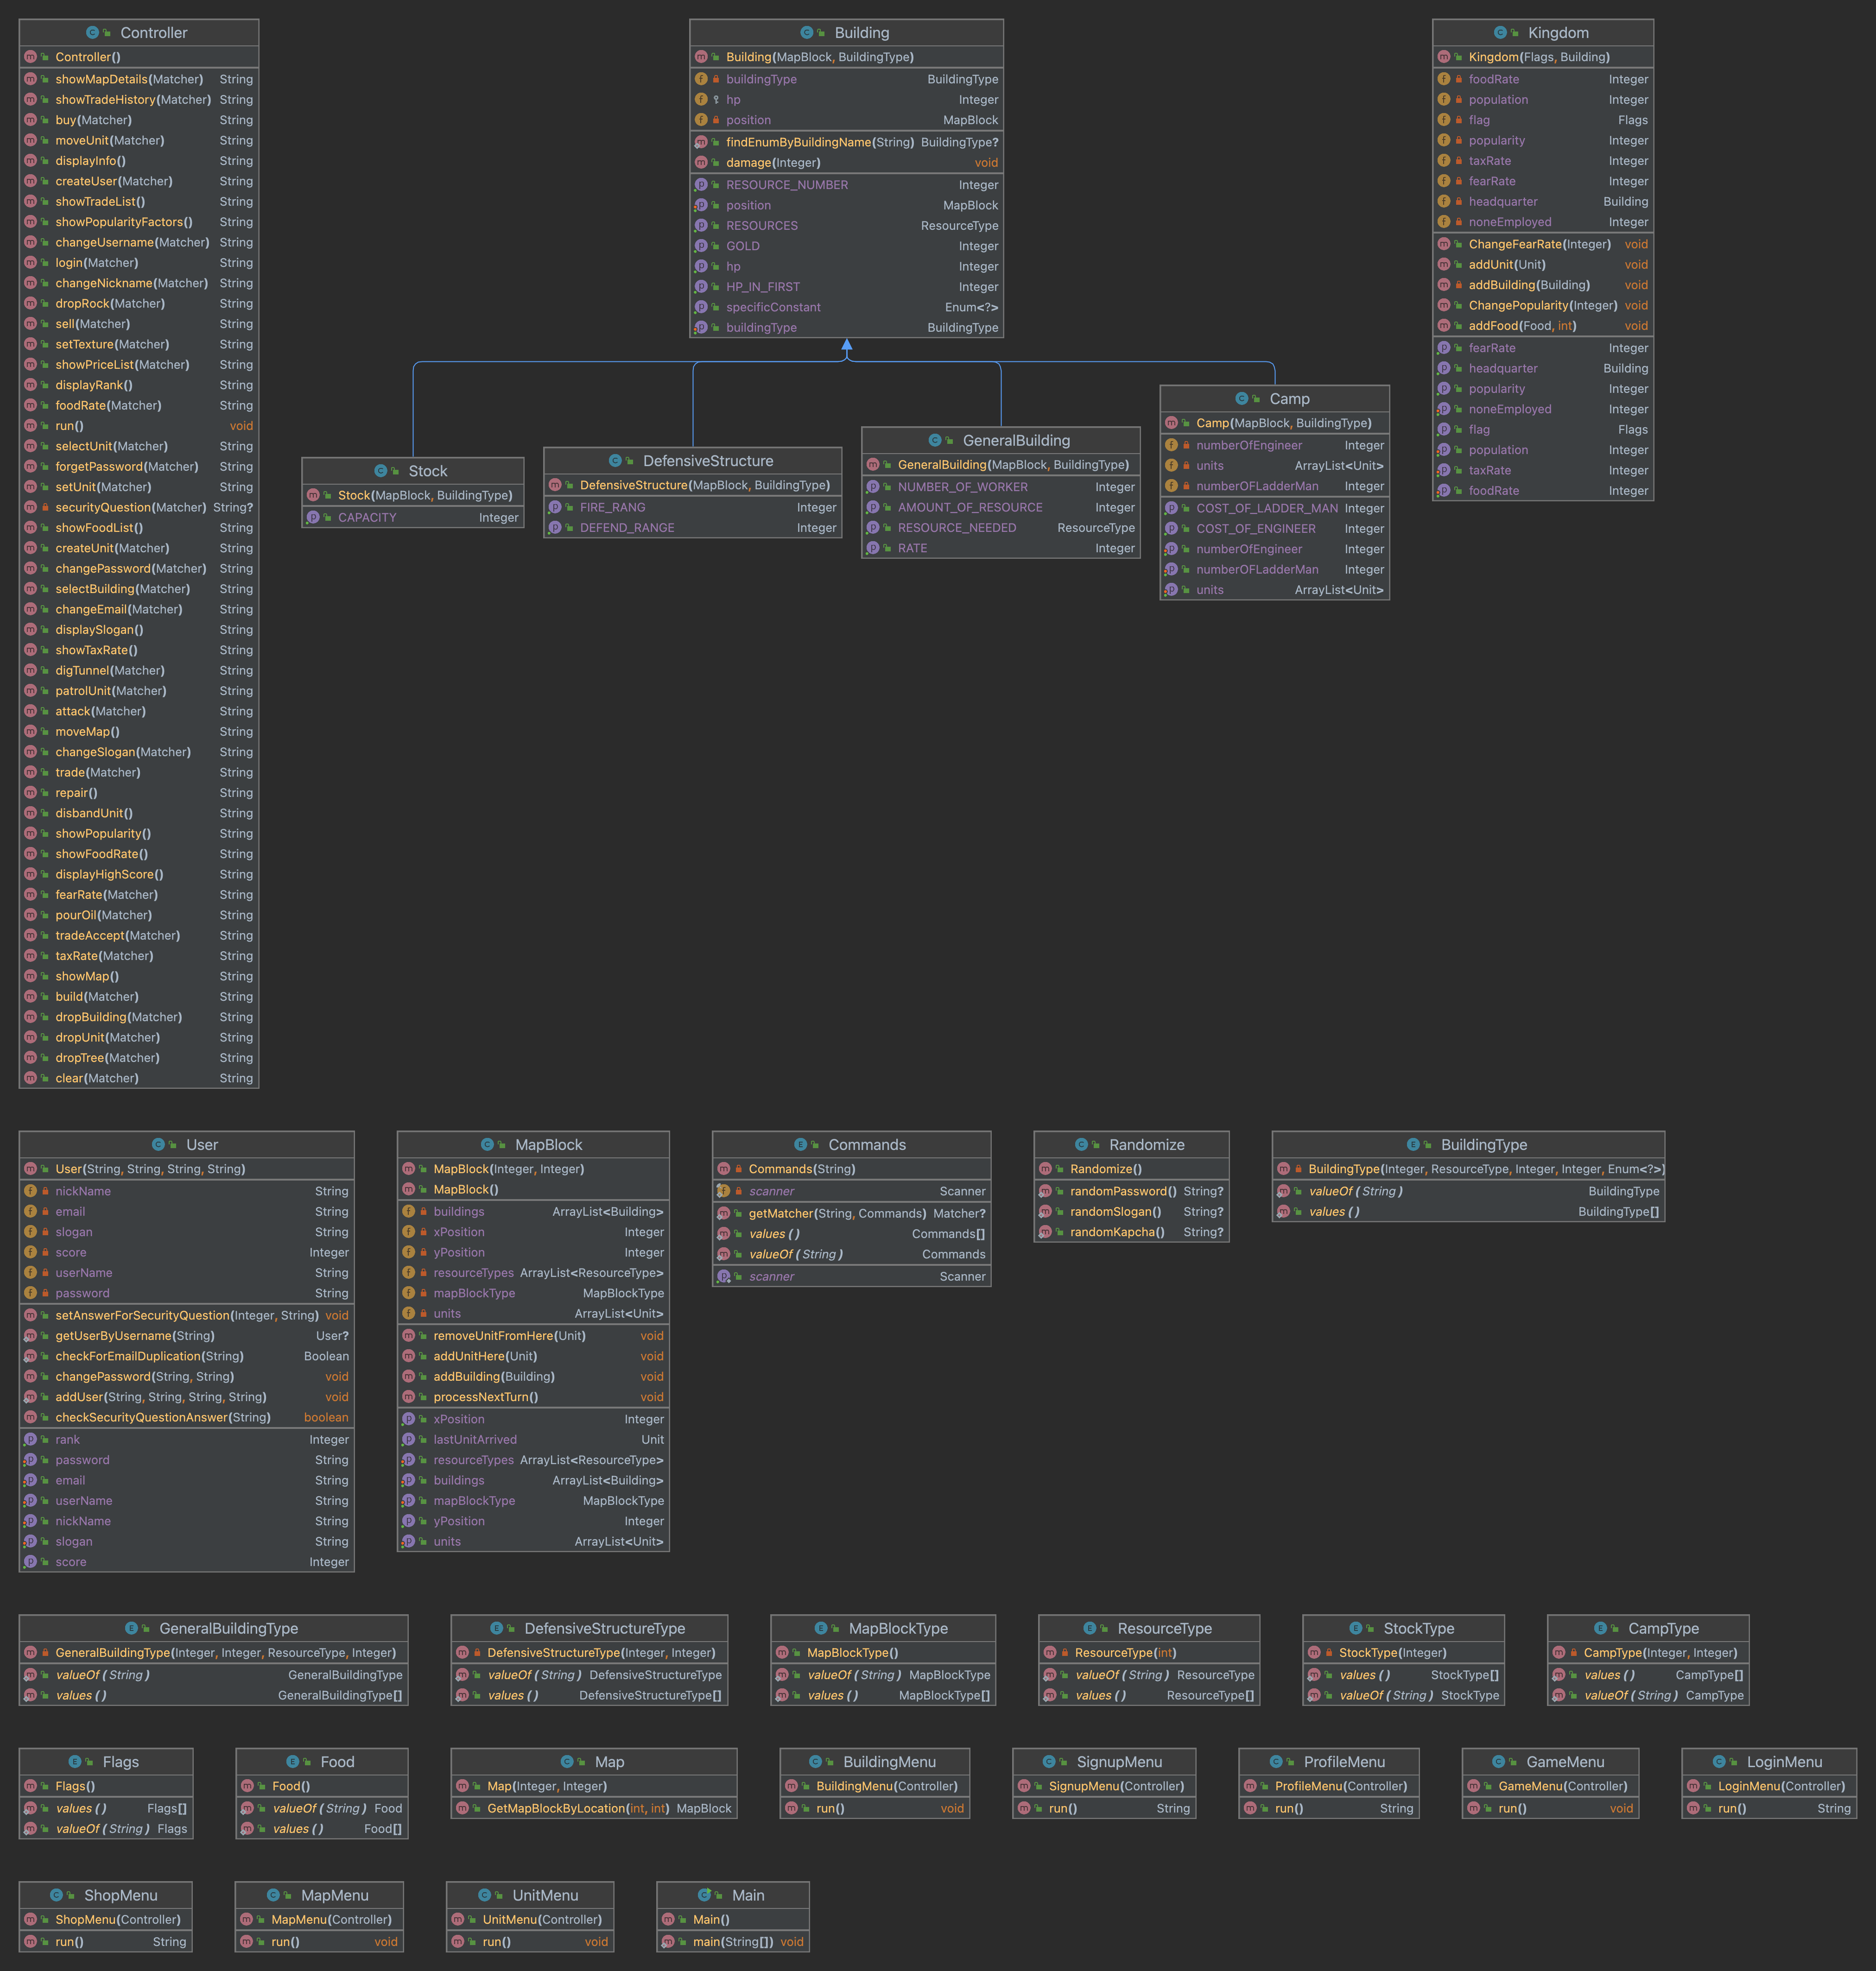 Controller
Controller()
showMapDetails(Matcher) String
showTradeHistory(Matcher) String
buy(Matcher) String
moveUnit(Matcher) String
displayInfo() String
createUser(Matcher) String
showTradeList() String
showPopularityFactors() String
changeUsername(Matcher) String
login(Matcher) String
changeNickname(Matcher) String
dropRock(Matcher) String
sell(Matcher) String
setTexture(Matcher) String
showPriceList(Matcher) String
displayRank() String
foodRate(Matcher) String
run() void
selectUnit(Matcher) String
forgetPassword(Matcher) String
setUnit(Matcher) String
securityQuestion(Matcher) String?
showFoodList() String
createUnit(Matcher) String
changePassword(Matcher) String
selectBuilding(Matcher) String
changeEmail(Matcher) String
displaySlogan() String
showTaxRate() String
digTunnel(Matcher) String
patrolUnit(Matcher) String
attack(Matcher) String
moveMap() String
changeSlogan(Matcher) String
trade(Matcher) String
repair() String
disbandUnit() String
showPopularity() String
showFoodRate() String
displayHighScore() String
fearRate(Matcher) String
pourOil(Matcher) String
tradeAccept(Matcher) String
taxRate(Matcher) String
showMap() String
build(Matcher) String
dropBuilding(Matcher) String
dropUnit(Matcher) String
dropTree(Matcher) String
clear(Matcher) String
Building
Building(MapBlock, BuildingType)
buildingType BuildingType
hp Integer
position MapBlock
findEnumByBuildingName(String) BuildingType?
damage(Integer) void
RESOURCE_NUMBER Integer
position MapBlock
RESOURCES ResourceType
GOLD Integer
hp Integer
HP_IN_FIRST Integer
specificConstant Enum<?>
buildingType BuildingType
Kingdom
Kingdom(Flags, Building)
foodRate Integer
population Integer
flag Flags
popularity Integer
taxRate Integer
fearRate Integer
headquarter Building
noneEmployed Integer
ChangeFearRate(Integer) void
addUnit(Unit) void
addBuilding(Building) void
ChangePopularity(Integer) void
addFood(Food, int) void
fearRate Integer
headquarter Building
popularity Integer
noneEmployed Integer
flag Flags
population Integer
taxRate Integer
foodRate Integer
Stock
Stock(MapBlock, BuildingType)
CAPACITY Integer
DefensiveStructure
DefensiveStructure(MapBlock, BuildingType)
FIRE_RANG Integer
DEFEND_RANGE Integer
GeneralBuilding
GeneralBuilding(MapBlock, BuildingType)
NUMBER_OF_WORKER Integer
AMOUNT_OF_RESOURCE Integer
RESOURCE_NEEDED ResourceType
RATE Integer
Camp
Camp(MapBlock, BuildingType)
numberOfEngineer Integer
units ArrayList<Unit>
numberOFLadderMan Integer
COST_OF_LADDER_MAN Integer
COST_OF_ENGINEER Integer
numberOfEngineer Integer
numberOFLadderMan Integer
units ArrayList<Unit>
User
User(String, String, String, String)
nickName String
email String
slogan String
score Integer
userName String
password String
setAnswerForSecurityQuestion(Integer, String) void
getUserByUsername(String) User?
checkForEmailDuplication(String) Boolean
changePassword(String, String) void
addUser(String, String, String, String) void
checkSecurityQuestionAnswer(String) boolean
rank Integer
password String
email String
userName String
nickName String
slogan String
score Integer
MapBlock
MapBlock(Integer, Integer)
MapBlock()
buildings ArrayList<Building>
xPosition Integer
yPosition Integer
resourceTypes ArrayList<ResourceType>
mapBlockType MapBlockType
units ArrayList<Unit>
removeUnitFromHere(Unit) void
addUnitHere(Unit) void
addBuilding(Building) void
processNextTurn() void
xPosition Integer
lastUnitArrived Unit
resourceTypes ArrayList<ResourceType>
buildings ArrayList<Building>
mapBlockType MapBlockType
yPosition Integer
units ArrayList<Unit>
Commands
Commands(String)
scanner Scanner
getMatcher(String, Commands) Matcher?
values() Commands[]
valueOf(String) Commands
scanner Scanner
Randomize
Randomize()
randomPassword() String?
randomSlogan() String?
randomKapcha() String?
BuildingType
BuildingType(Integer, ResourceType, Integer, Integer, Enum<?>)
valueOf(String) BuildingType
values() BuildingType[]
GeneralBuildingType
GeneralBuildingType(Integer, Integer, ResourceType, Integer)
valueOf(String) GeneralBuildingType
values() GeneralBuildingType[]
DefensiveStructureType
DefensiveStructureType(Integer, Integer)
valueOf(String) DefensiveStructureType
values() DefensiveStructureType[]
MapBlockType
MapBlockType()
valueOf(String) MapBlockType
values() MapBlockType[]
ResourceType
ResourceType(int)
valueOf(String) ResourceType
values() ResourceType[]
StockType
StockType(Integer)
values() StockType[]
valueOf(String) StockType
CampType
CampType(Integer, Integer)
values() CampType[]
valueOf(String) CampType
Flags
Flags()
values() Flags[]
valueOf(String) Flags
Food
Food()
valueOf(String) Food
values() Food[]
Map
Map(Integer, Integer)
GetMapBlockByLocation(int, int) MapBlock
BuildingMenu
BuildingMenu(Controller)
run() void
SignupMenu
SignupMenu(Controller)
run() String
ProfileMenu
ProfileMenu(Controller)
run() String
GameMenu
GameMenu(Controller)
run() void
LoginMenu
LoginMenu(Controller)
run() String
ShopMenu
ShopMenu(Controller)
run() String
MapMenu
MapMenu(Controller)
run() void
UnitMenu
UnitMenu(Controller)
run() void
Main
Main()
main(String[]) void